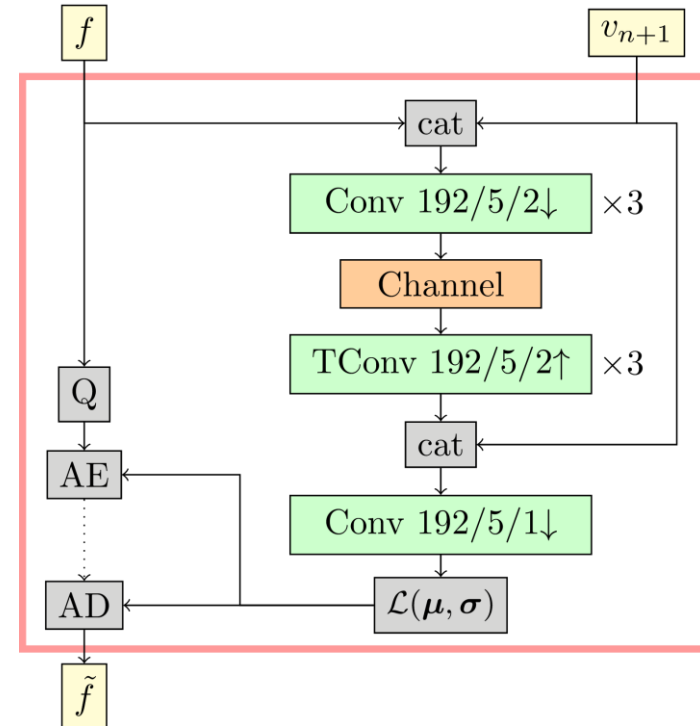 f
v_{n+1}
cat
Conv 192/5/2↓ ×3
Channel
TConv 192/5/2↑ ×3
Q
cat
AE
Conv 192/5/1↓
AD
ℒ(μ, σ)
f̃